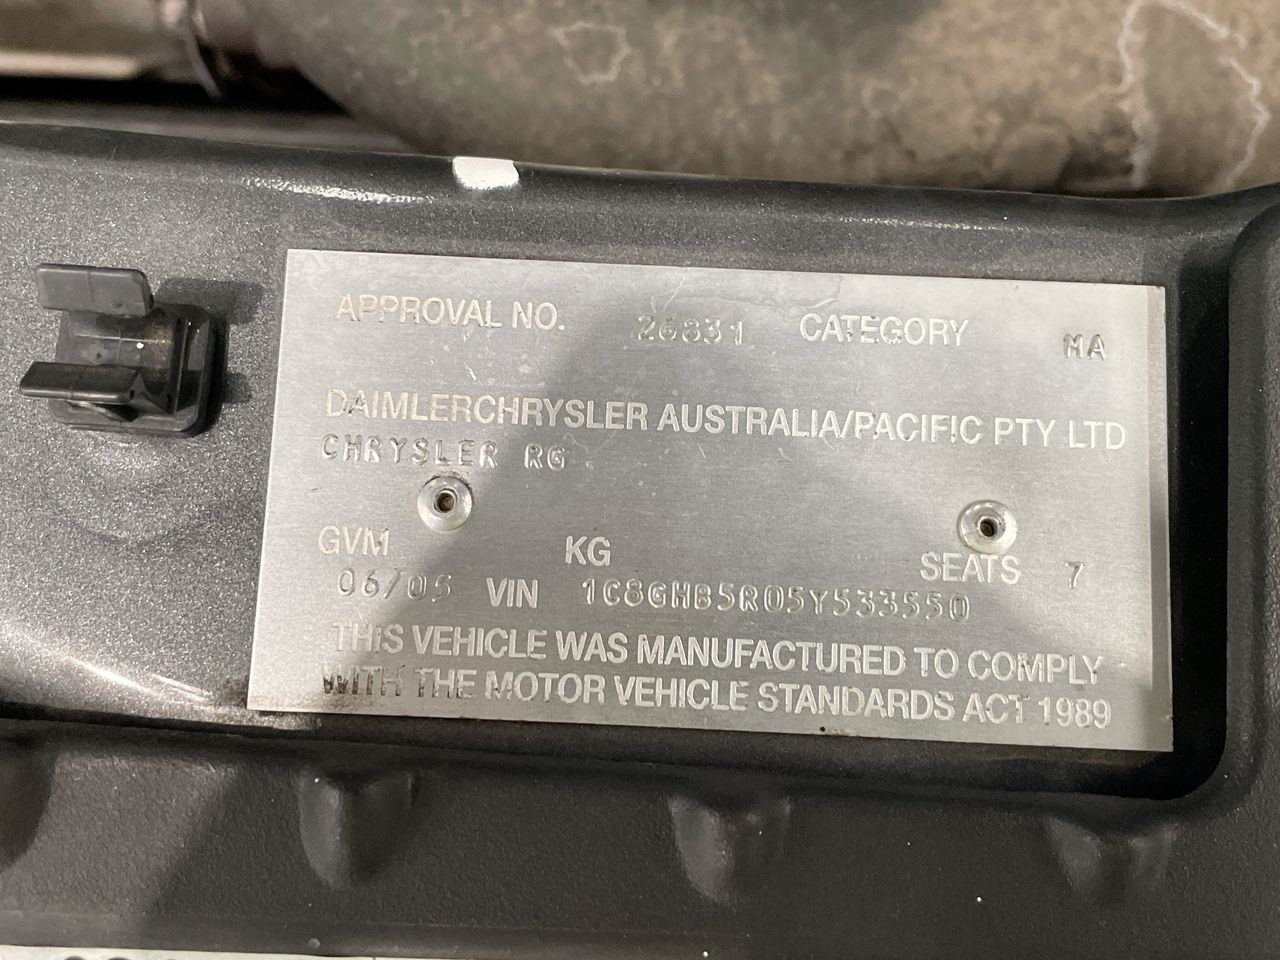 APPROVAL NO. 26831 CATEGORY MA
DAIMLERCHRYSLER AUSTRALIA/PACIFIC PTY LTD
CHRYSLER RG
GVM KG SEATS 7
06/05 VIN 1C8GHB5R05Y533550
THIS VEHICLE WAS MANUFACTURED TO COMPLY
WITH THE MOTOR VEHICLE STANDARDS ACT 1989